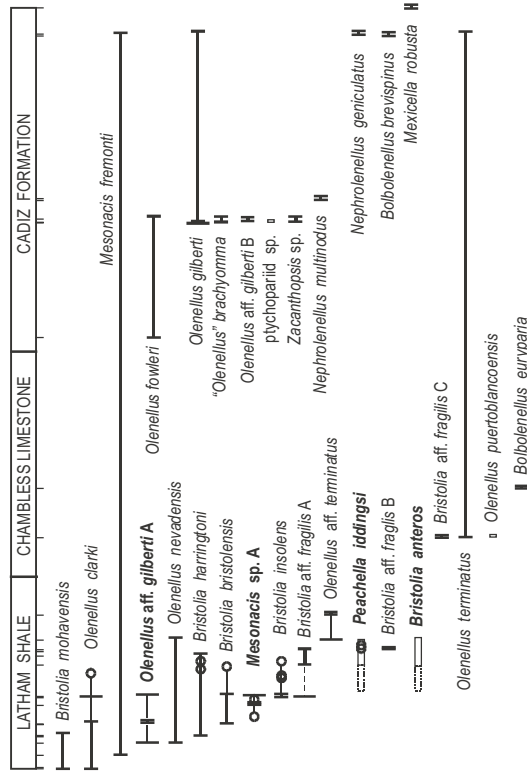 LATHAM SHALE
CHAMBLESS LIMESTONE
CADIZ FORMATION
Bristolia mohavensis
Olenellus clarki
Mesonacis fremonti
Olenellus aff. gilberti A
Olenellus fowleri
Olenellus nevadensis
Bristolia harringtoni
Olenellus gilberti
Bristolia bristolensis
"Olenellus" brachyomma
Mesonacis sp. A
Olenellus aff. gilberti B
Bristolia insolens
ptychopariid sp.
Bristolia aff. fragilis A
Zacanthopsis sp.
Olenellus aff. terminatus
Nephrolenellus multinodus
Peachella iddingsi
Nephrolenellus geniculatus
Bristolia aff. fraglis B
Bolbolenellus brevispinus
Bristolia anteros
Mexicella robusta
Bristolia aff. fragilis C
Olenellus terminatus
Olenellus puertoblancoensis
Bolbolenellus euryparia